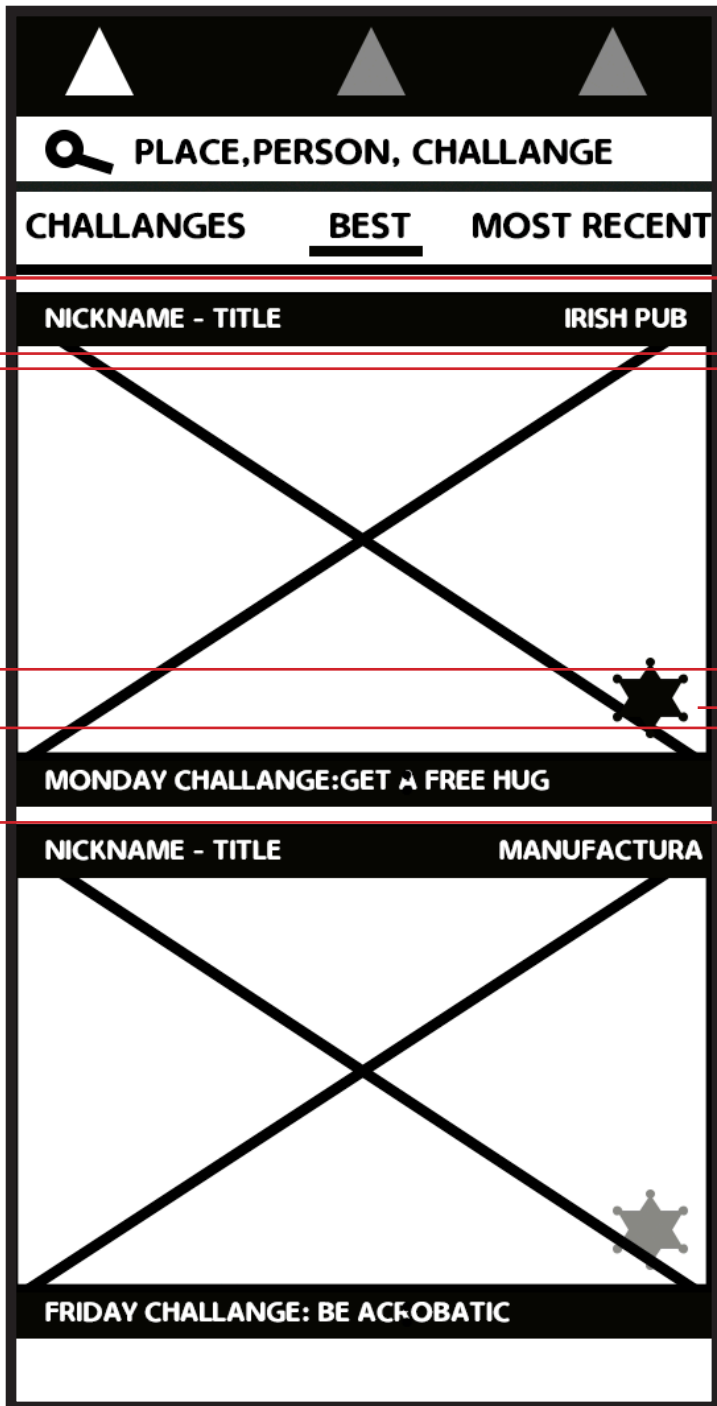 PLACE,PERSON, CHALLANGE
CHALLANGES BEST MOST RECENT
NICKNAME - TITLE IRISH PUB
MONDAY CHALLANGE:GET A FREE HUG
NICKNAME - TITLE MANUFACTURA
FRIDAY CHALLANGE: BE ACROBATIC